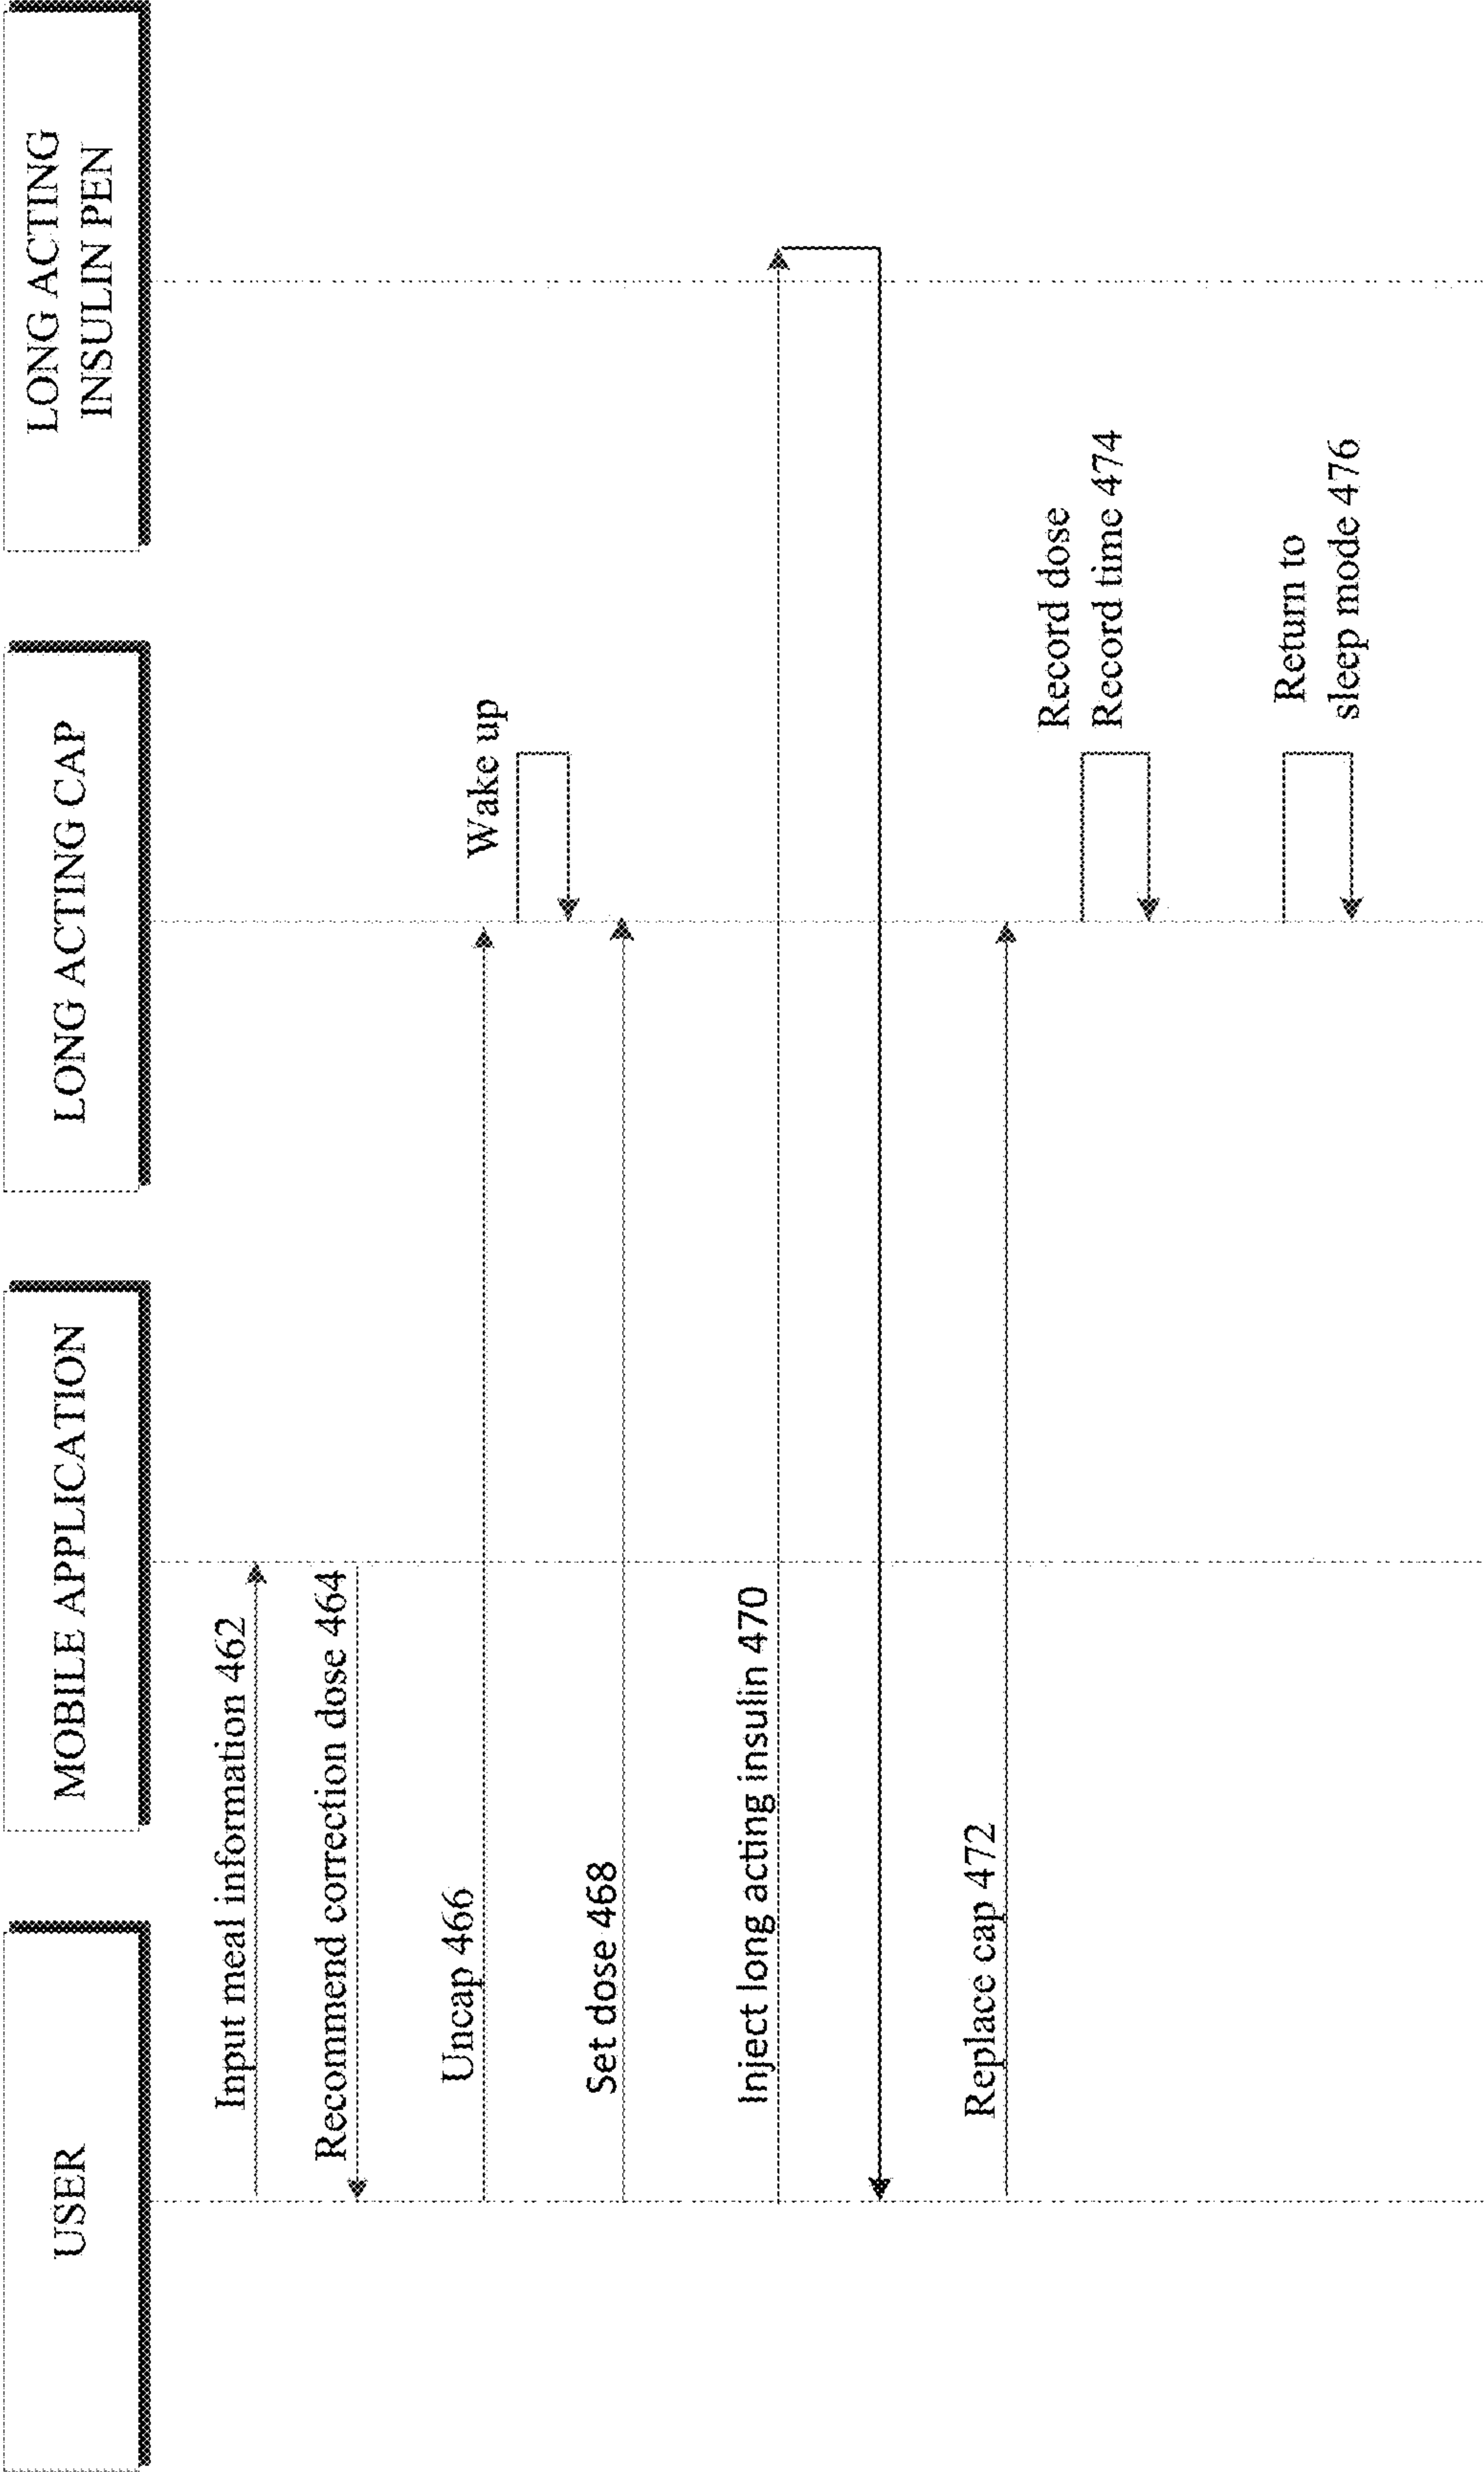 USER
MOBILE APPLICATION
LONG ACTING CAP
LONG ACTING
INSULIN PEN
Input meal information 462
Recommend correction dose 464
Uncap 466
Wake up
Set dose 468
Inject long acting insulin 470
Replace cap 472
Record dose
Record time 474
Return to
sleep mode 476